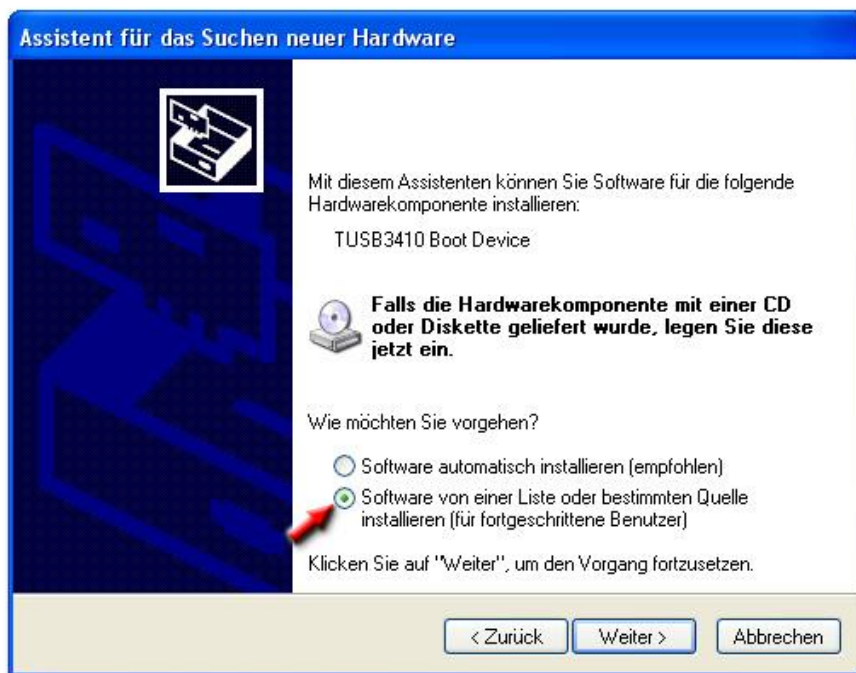 Assistent für das Suchen neuer Hardware
Mit diesem Assistenten können Sie Software für die folgende
Hardwarekomponente installieren:
TUSB3410 Boot Device
Falls die Hardwarekomponente mit einer CD
oder Diskette geliefert wurde, legen Sie diese
jetzt ein.
Wie möchten Sie vorgehen?
Software automatisch installieren (empfohlen)
Software von einer Liste oder bestimmten Quelle
installieren (für fortgeschrittene Benutzer)
Klicken Sie auf "Weiter", um den Vorgang fortzusetzen.
< Zurück Weiter > Abbrechen